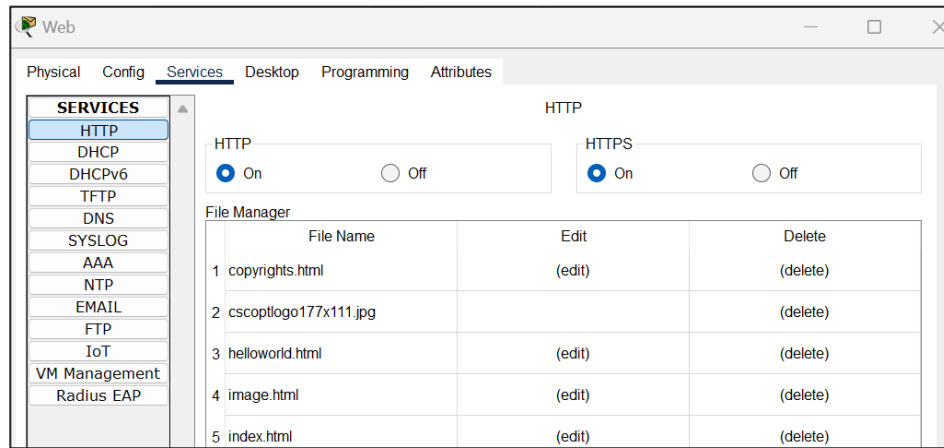 Web
Physical Config Services Desktop Programming Attributes
SERVICES
HTTP
DHCP
DHCPv6
TFTP
DNS
SYSLOG
AAA
NTP
EMAIL
FTP
IoT
VM Management
Radius EAP
HTTP
HTTP
On Off
HTTPS
On Off
File Manager
File Name Edit Delete
1 copyrights.html (edit) (delete)
2 cscoptlogo177x111.jpg (delete)
3 helloworld.html (edit) (delete)
4 image.html (edit) (delete)
5 index.html (edit) (delete)